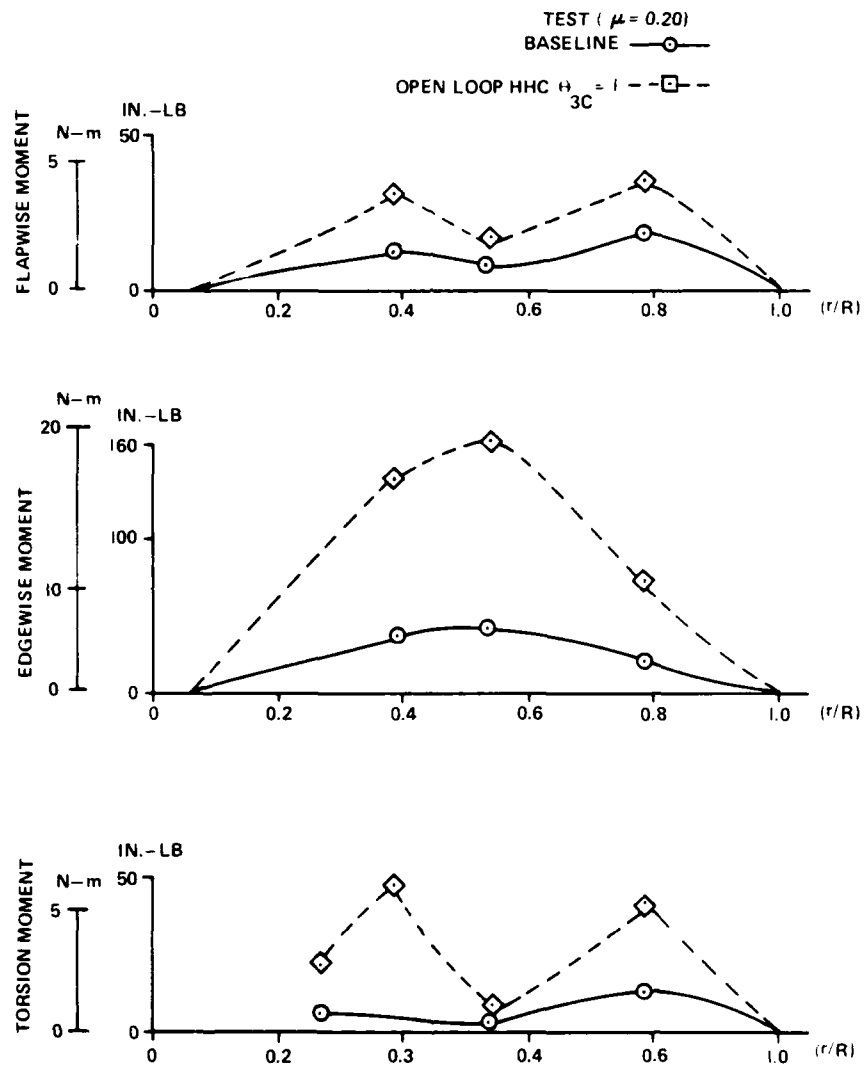 TEST ( μ = 0.20)
BASELINE
OPEN LOOP HHC θ3C = 1
FLAPWISE MOMENT
N-m
IN.-LB
5
0
50
0
0 0.2 0.4 0.6 0.8 1.0 (r/R)
EDGEWISE MOMENT
N-m
IN.-LB
20
10
0
160
100
0
0 0.2 0.4 0.6 0.8 1.0 (r/R)
TORSION MOMENT
N-m
IN.-LB
5
0
50
0
0 0.2 0.3 0.4 0.6 1.0 (r/R)